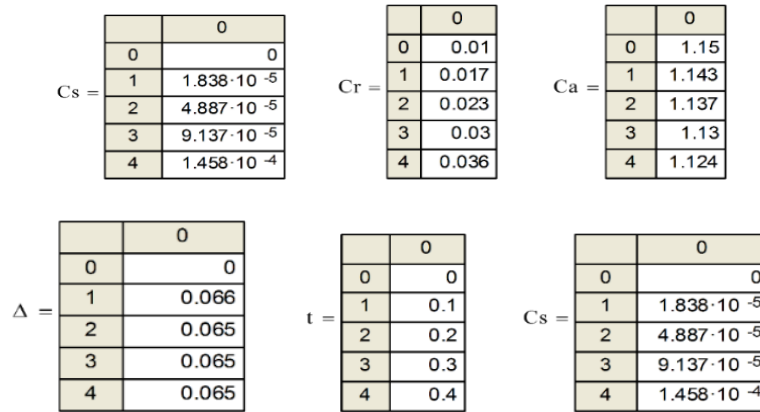 Cs =
0
0 0
1 1.838·10 -5
2 4.887·10 -5
3 9.137·10 -5
4 1.458·10 -4
Cr =
0
0 0.01
1 0.017
2 0.023
3 0.03
4 0.036
Ca =
0
0 1.15
1 1.143
2 1.137
3 1.13
4 1.124
Δ =
0
0 0
1 0.066
2 0.065
3 0.065
4 0.065
t =
0
0 0
1 0.1
2 0.2
3 0.3
4 0.4
Cs =
0
0 0
1 1.838·10 -5
2 4.887·10 -5
3 9.137·10 -5
4 1.458·10 -4